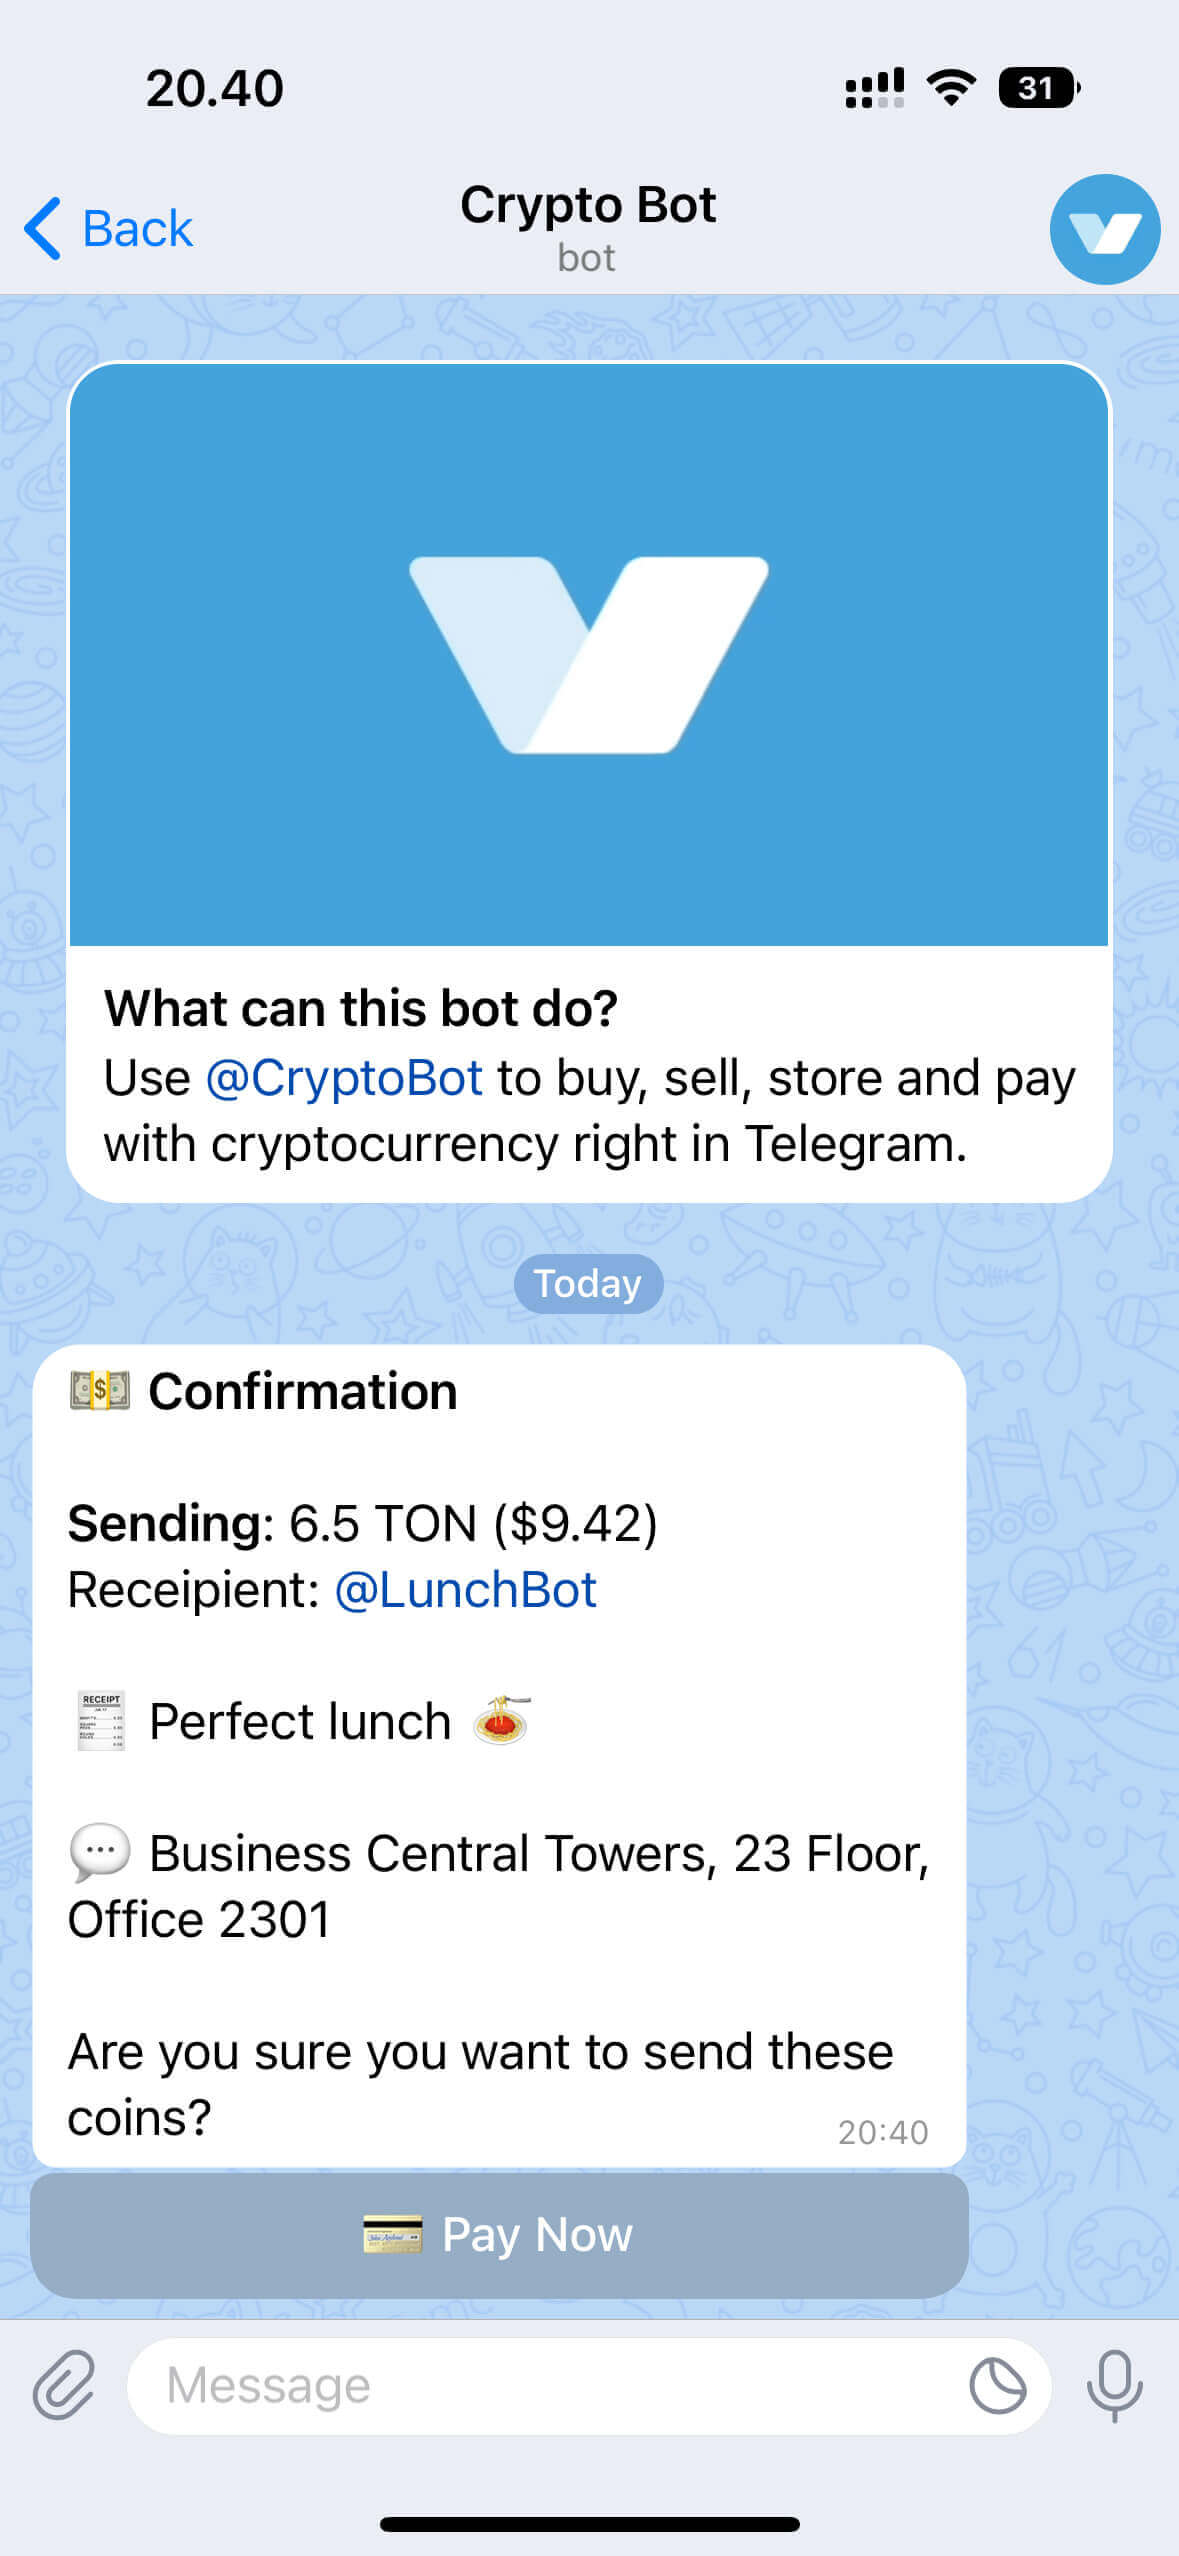 20.40
31
Back
Crypto Bot
bot
What can this bot do?
Use @CryptoBot to buy, sell, store and pay
with cryptocurrency right in Telegram.
Today
Confirmation
Sending: 6.5 TON ($9.42)
Receipient: @LunchBot
RECEIPT
Perfect lunch
Business Central Towers, 23 Floor,
Office 2301
Are you sure you want to send these
coins?
20:40
Pay Now
Message